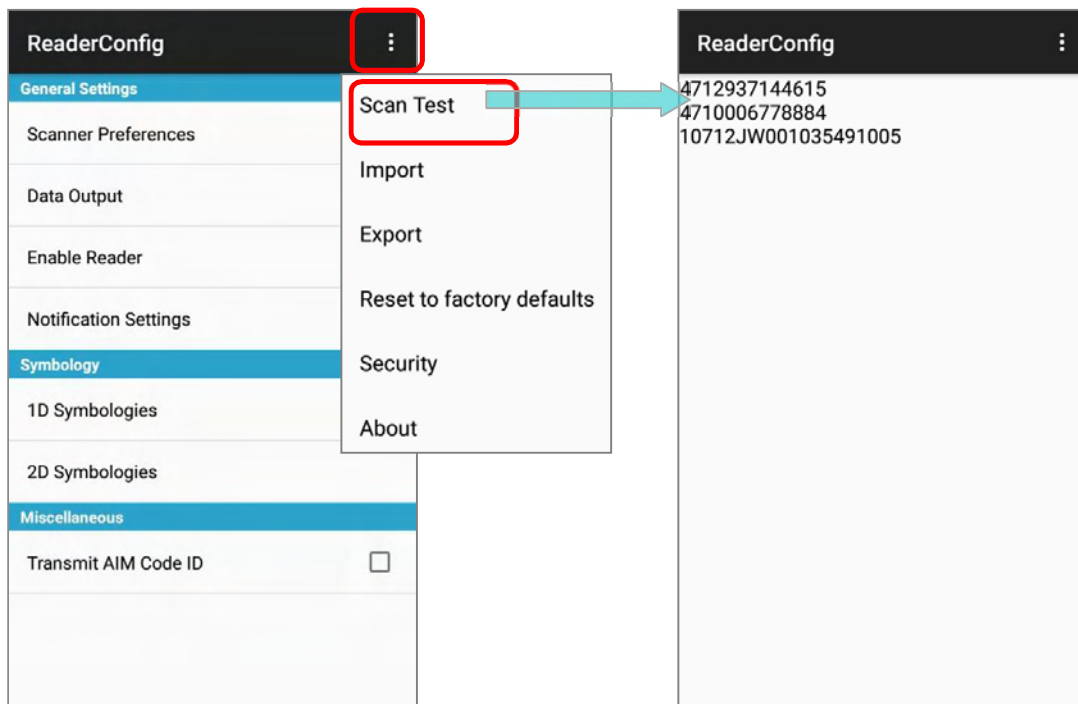 ReaderConfig
General Settings
Scanner Preferences
Data Output
Enable Reader
Notification Settings
Symbology
1D Symbologies
2D Symbologies
Miscellaneous
Transmit AIM Code ID
Scan Test
Import
Export
Reset to factory defaults
Security
About
ReaderConfig
4712937144615
4710006778884
10712JW001035491005